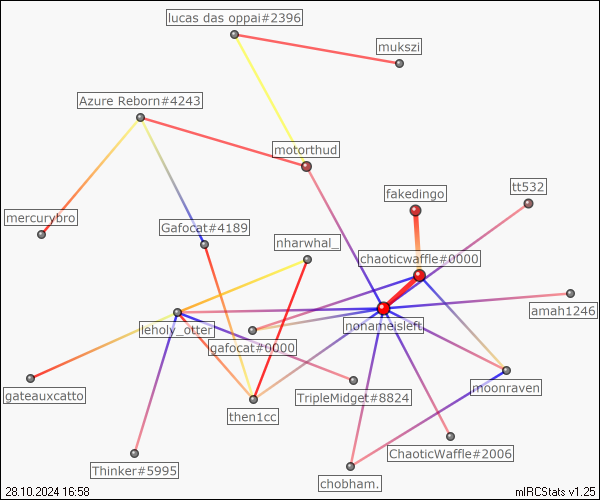 lucas das oppai#2396
mukszi
Azure Reborn#4243
motorthud
fakedingo
tt532
mercurybro
Gafocat#4189
nharwhal_
chaoticwaffle#0000
amah1246
leholy_otter
nonameisleft
gafocat#0000
gateauxcatto
TripleMidget#8824
moonraven
then1cc
Thinker#5995
ChaoticWaffle#2006
chobham.
28.10.2024 16:58
mIRCStats v1.25